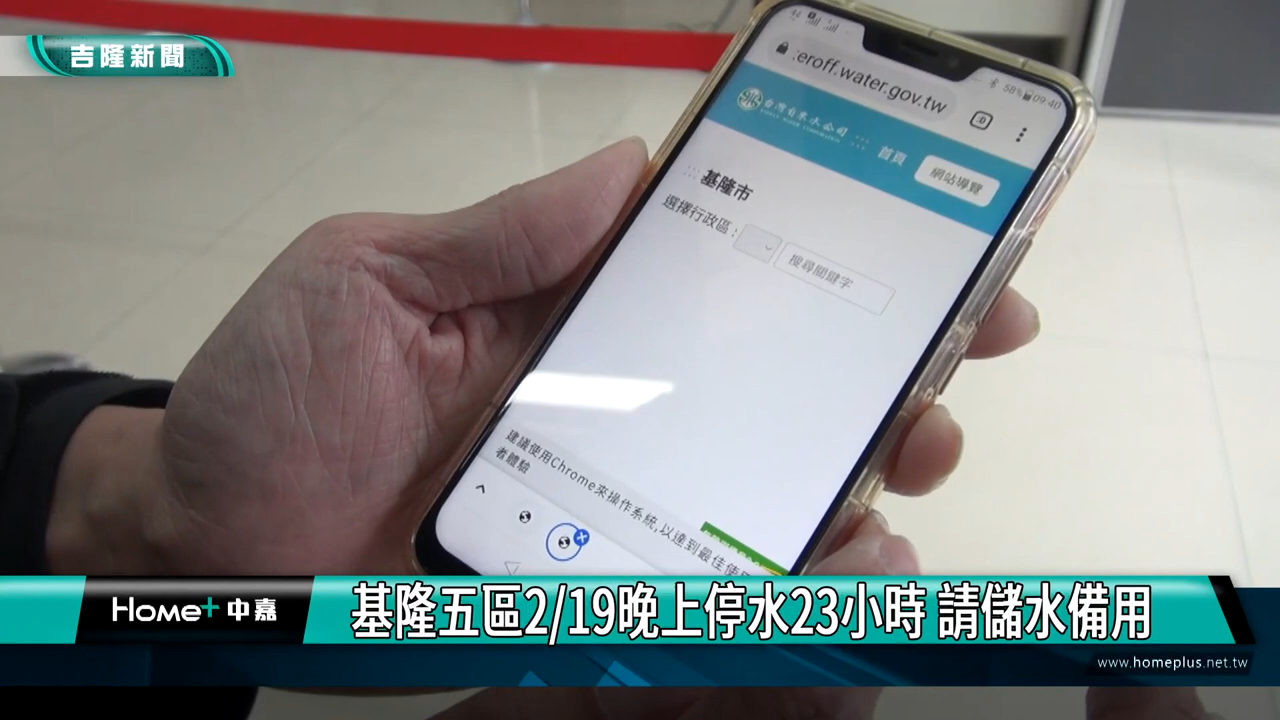 吉隆新聞
58% 09:40
:eroff.water.gov.tw
:D
台灣自來水公司
TAIWAN WATER CORPORATION
首頁
網站導覽
基隆市
選擇行政區：
搜尋關鍵字
建議使用Chrome來操作系統,以達到最佳使用
者體驗
Home+中嘉
基隆五區2/19晚上停水23小時 請儲水備用
www.homeplus.net.tw